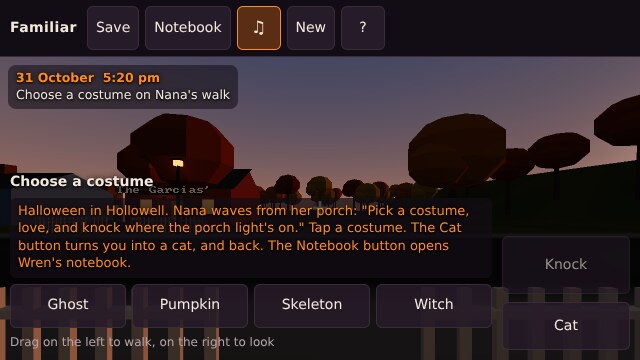 Familiar Save Notebook ♫ New ?
31 October 5:20 pm
Choose a costume on Nana's walk
Choose a costume
The Garcias'
Halloween in Hollowell. Nana waves from her porch: "Pick a costume,
love, and knock where the porch light's on." Tap a costume. The Cat
button turns you into a cat, and back. The Notebook button opens
Wren's notebook.
Knock
Ghost Pumpkin Skeleton Witch
Cat
Drag on the left to walk, on the right to look